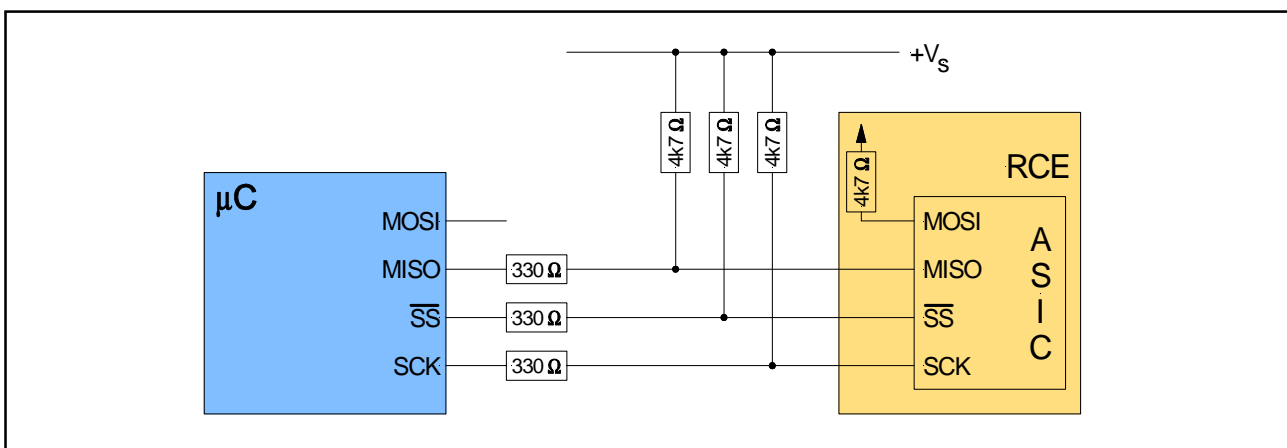 +Vs
4k7 Ω
4k7 Ω
4k7 Ω
4k7 Ω
RCE
µC
MOSI
MOSI
MISO
330 Ω
MISO
SS
330 Ω
SS
SCK
330 Ω
SCK
A
S
I
C